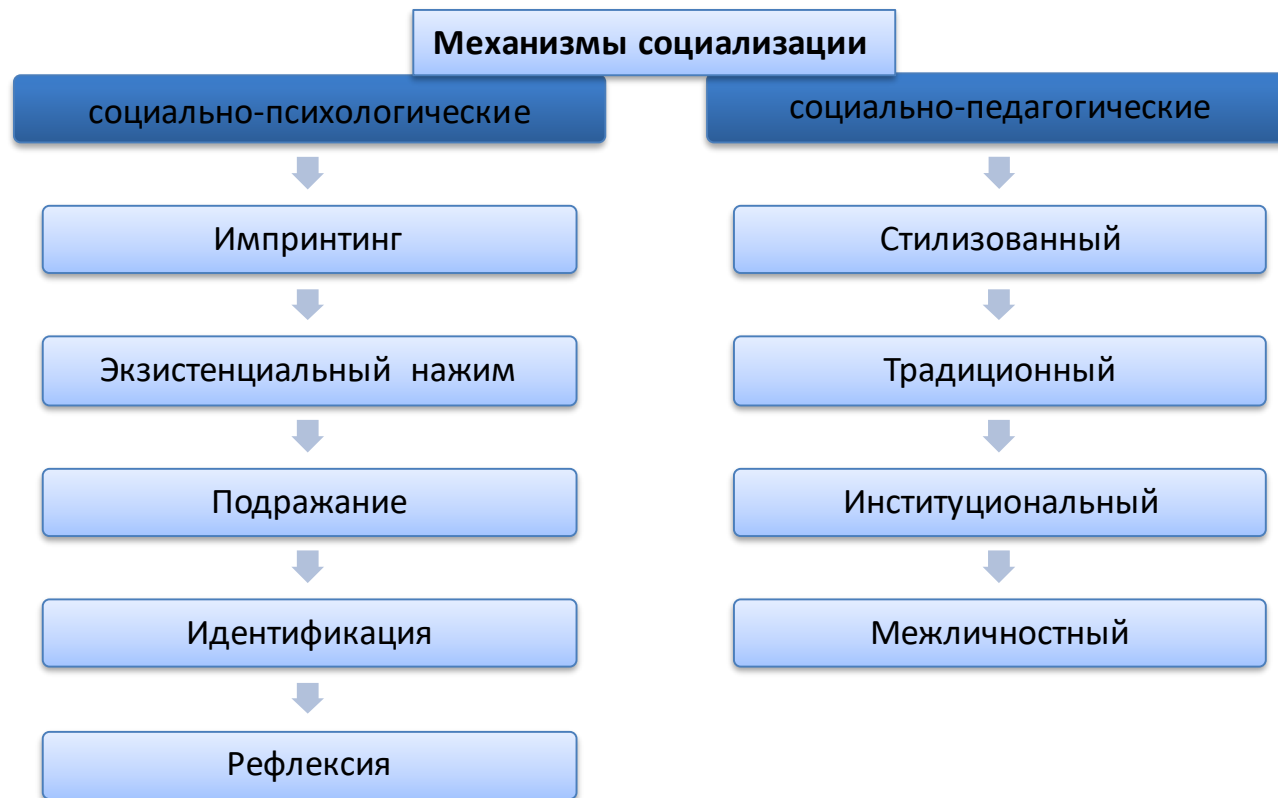 Механизмы социализации
социально-психологические
Импринтинг
Экзистенциальный нажим
Подражание
Идентификация
Рефлексия
социально-педагогические
Стилизованный
Традиционный
Институциональный
Межличностный